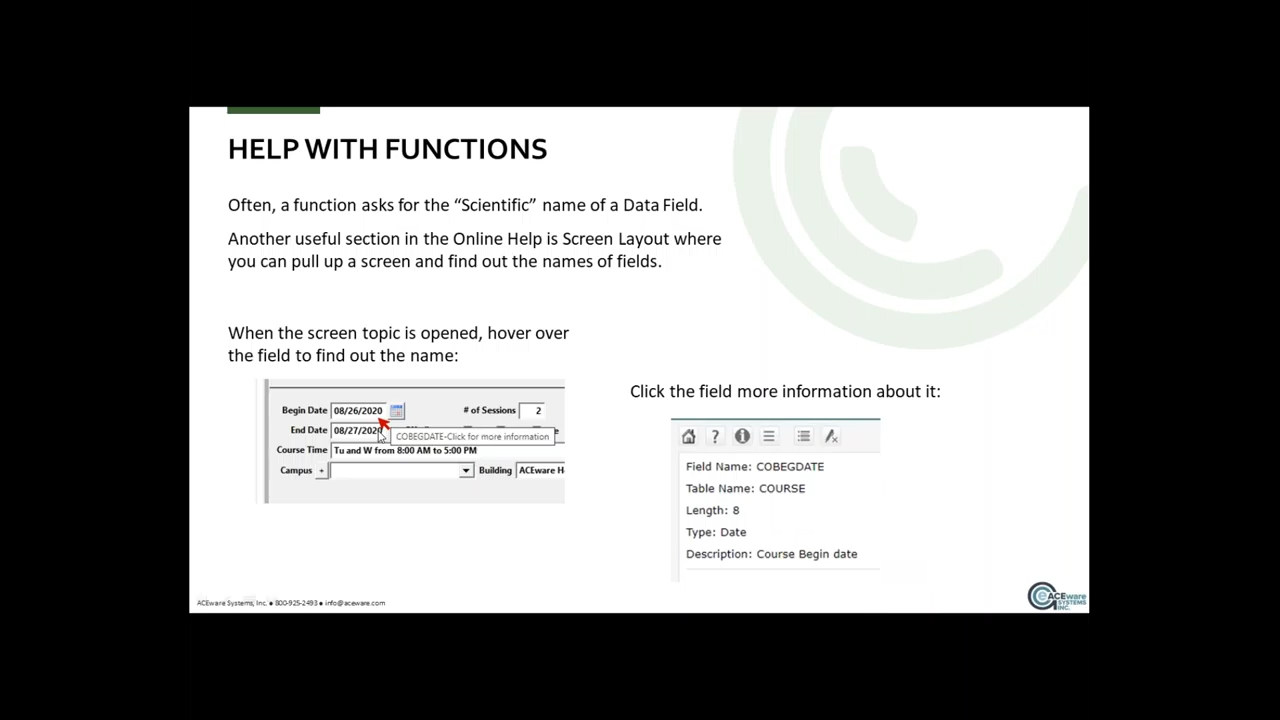 HELP WITH FUNCTIONS
Often, a function asks for the “Scientific” name of a Data Field.
Another useful section in the Online Help is Screen Layout where
you can pull up a screen and find out the names of fields.
When the screen topic is opened, hover over
the field to find out the name:
Begin Date 08/26/2020 # of Sessions 2
End Date 08/27/2020
COBEGDATE-Click for more information
Course Time Tu and W from 8:00 AM to 5:00 PM
Campus + Building ACEware H
Click the field more information about it:
Field Name: COBEGDATE
Table Name: COURSE
Length: 8
Type: Date
Description: Course Begin date
ACEware Systems, Inc. ● 800-925-2493 ● info@aceware.com
ACEware
SYSTEMS
INC.